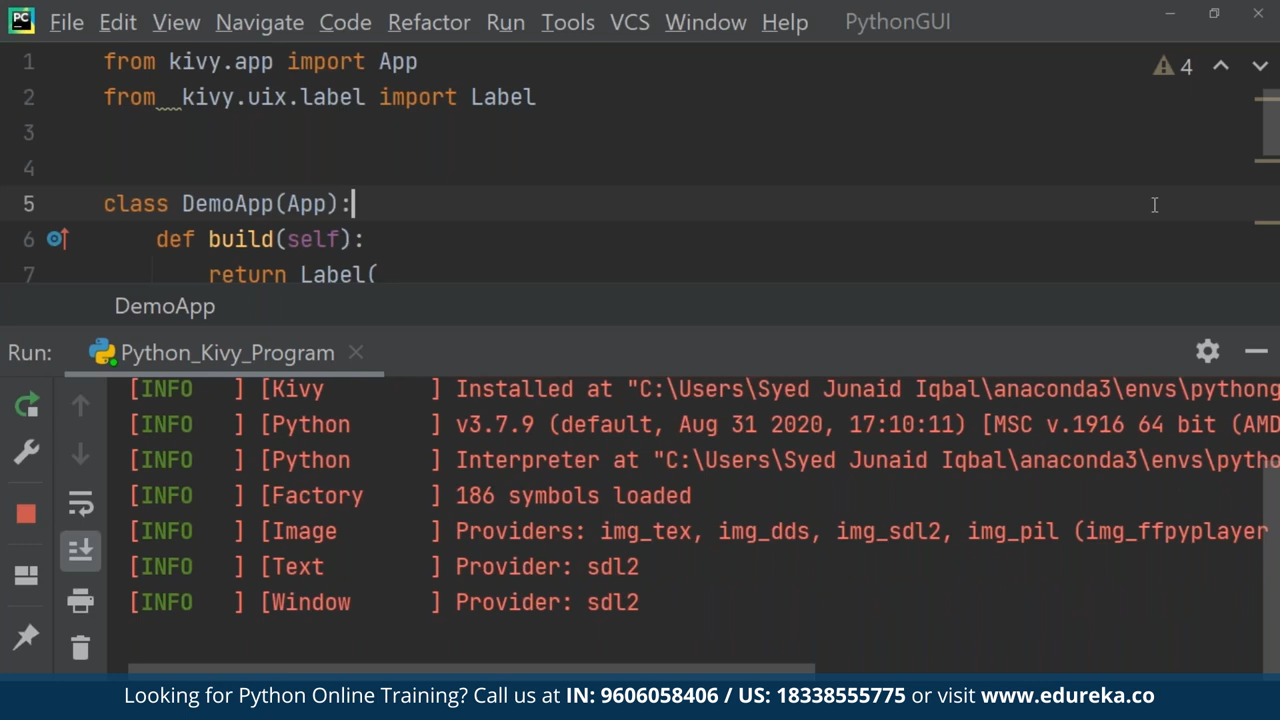 PC File Edit View Navigate Code Refactor Run Tools VCS Window Help PythonGUI
1 from kivy.app import App
4
2 from  kivy.uix.label import Label
3
4
5 class DemoApp(App):
6 def build(self):
7 return Label(
DemoApp
Run: Python_Kivy_Program
[INFO   ] [Kivy        ] Installed at "C:\Users\Syed Junaid Iqbal\anaconda3\envs\pythong
[INFO   ] [Python      ] v3.7.9 (default, Aug 31 2020, 17:10:11) [MSC v.1916 64 bit (AMD
[INFO   ] [Python      ] Interpreter at "C:\Users\Syed Junaid Iqbal\anaconda3\envs\pytho
[INFO   ] [Factory     ] 186 symbols loaded
[INFO   ] [Image       ] Providers: img_tex, img_dds, img_sdl2, img_pil (img_ffpyplayer
[INFO   ] [Text        ] Provider: sdl2
[INFO   ] [Window      ] Provider: sdl2
Looking for Python Online Training? Call us at IN: 9606058406 / US: 18338555775 or visit www.edureka.co